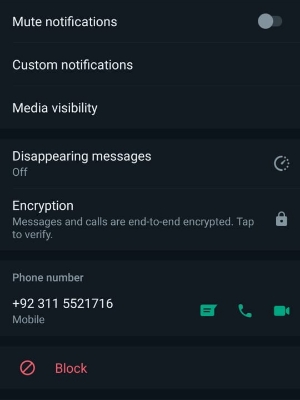 Mute notifications
Custom notifications
Media visibility
Disappearing messages
Off
Encryption
Messages and calls are end-to-end encrypted. Tap
to verify.
Phone number
+92 311 5521716
Mobile
Block